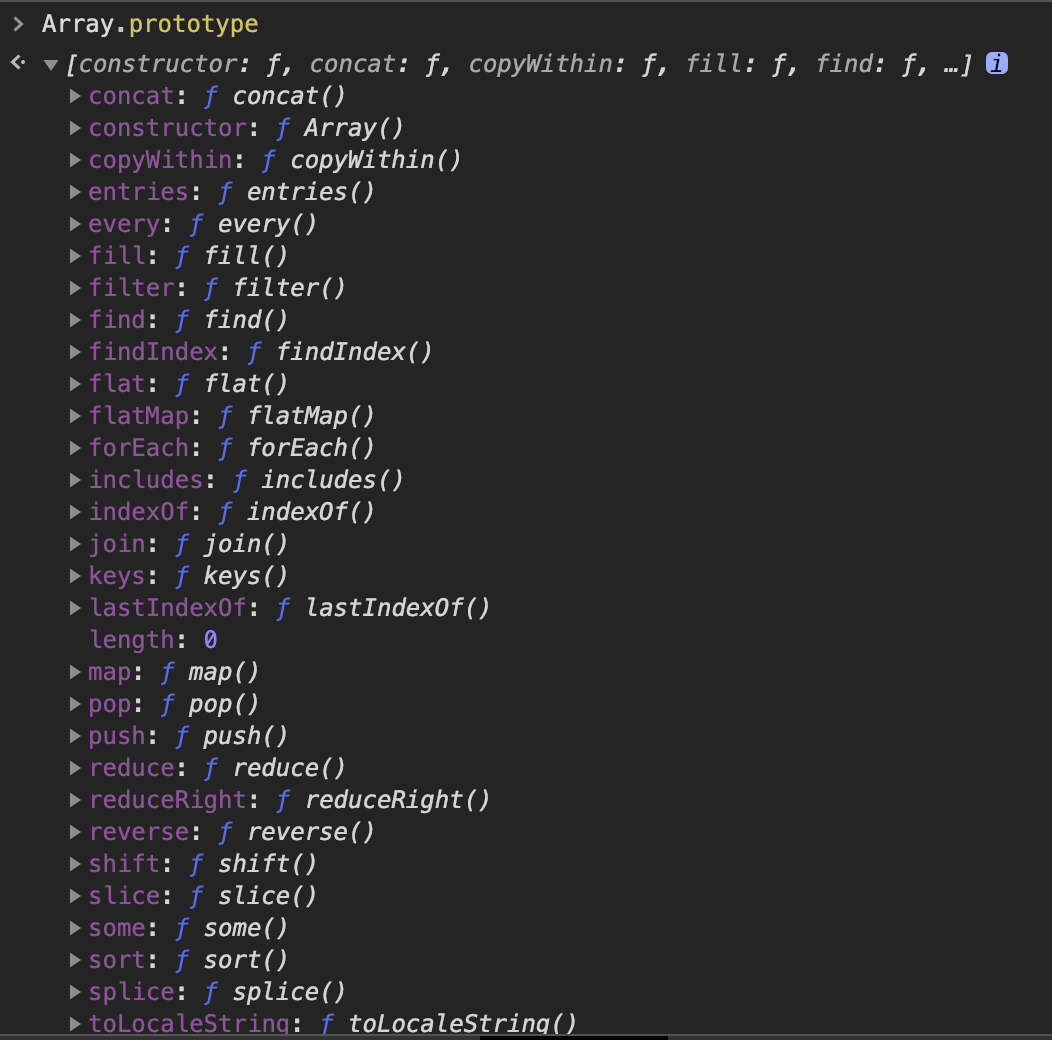 > Array.prototype
[constructor: ƒ, concat: ƒ, copyWithin: ƒ, fill: ƒ, find: ƒ, …] i
concat: ƒ concat()
constructor: ƒ Array()
copyWithin: ƒ copyWithin()
entries: ƒ entries()
every: ƒ every()
fill: ƒ fill()
filter: ƒ filter()
find: ƒ find()
findIndex: ƒ findIndex()
flat: ƒ flat()
flatMap: ƒ flatMap()
forEach: ƒ forEach()
includes: ƒ includes()
indexOf: ƒ indexOf()
join: ƒ join()
keys: ƒ keys()
lastIndexOf: ƒ lastIndexOf()
length: 0
map: ƒ map()
pop: ƒ pop()
push: ƒ push()
reduce: ƒ reduce()
reduceRight: ƒ reduceRight()
reverse: ƒ reverse()
shift: ƒ shift()
slice: ƒ slice()
some: ƒ some()
sort: ƒ sort()
splice: ƒ splice()
toLocaleString: ƒ toLocaleString()